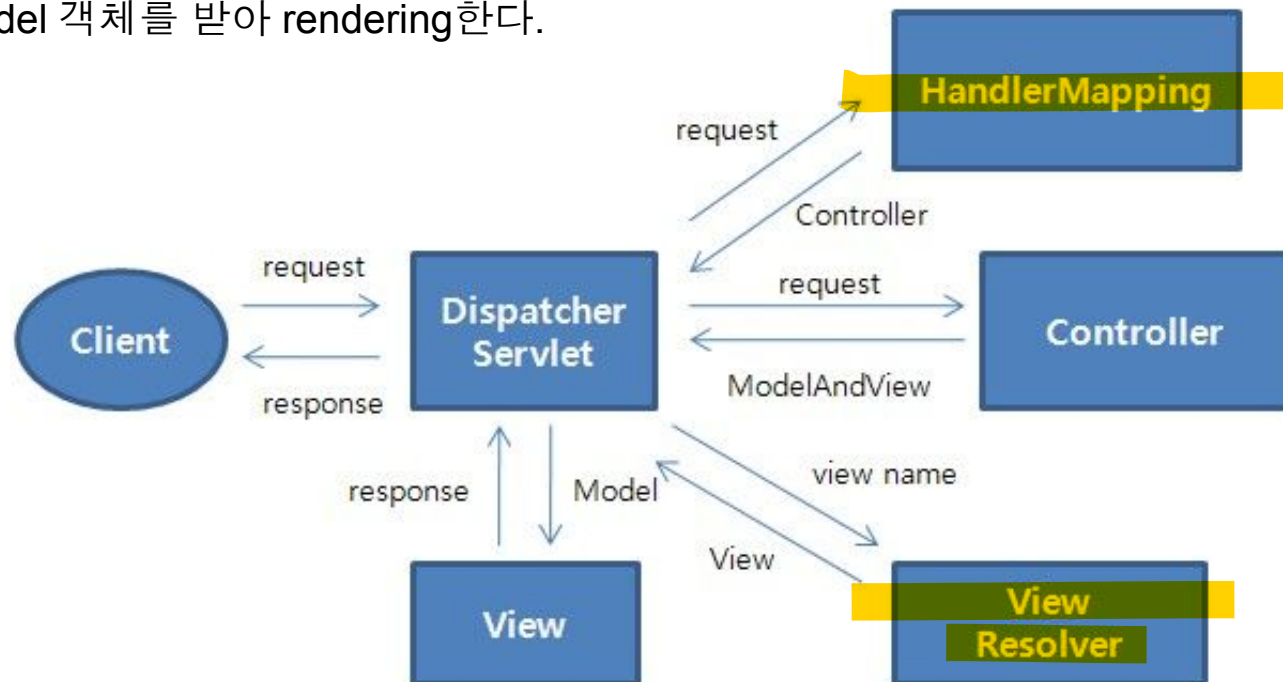 del 객체를 받아 rendering한다.
HandlerMapping
request
Controller
request
request
Dispatcher
Servlet
Client
Controller
ModelAndView
response
view name
response
Model
View
View
View
Resolver